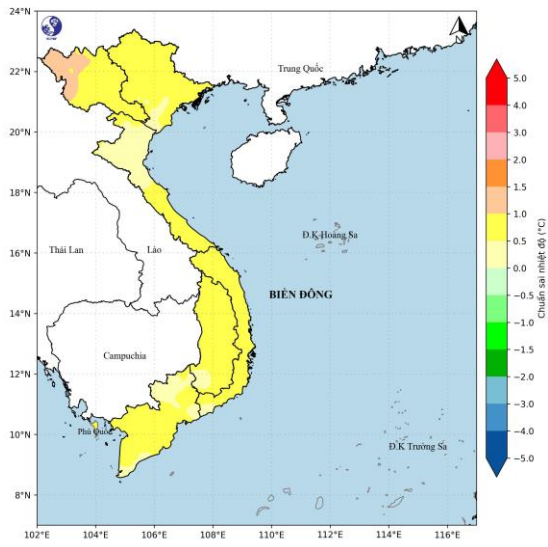 24°N
22°N
20°N
18°N
16°N
14°N
12°N
10°N
8°N
102°E 104°E 106°E 108°E 110°E 112°E 114°E 116°E
Trung Quốc
Đ.K Hoàng Sa
Thái Lan
Lào
BIỂN ĐÔNG
Campuchia
Phú Quốc
Đ.K Trường Sa
5.0
4.0
3.0
2.0
1.5
1.0
0.5
0.0
−0.5
−1.0
−1.5
−2.0
−3.0
−4.0
−5.0
Chuẩn sai nhiệt độ (°C)